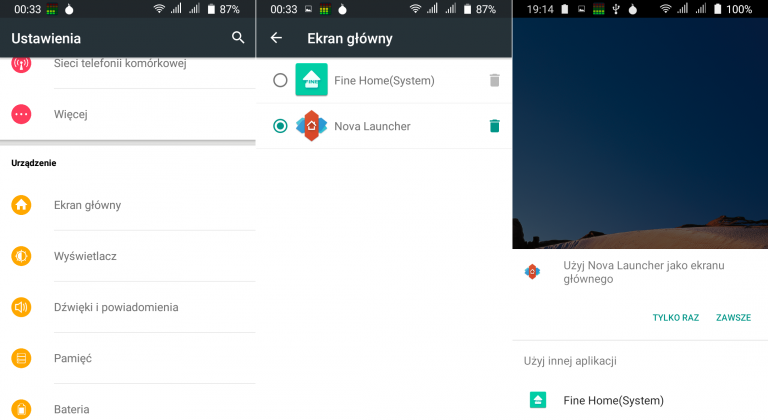 00:33
87%
Ustawienia
Sieci telefonii komórkowej
Więcej
Urządzenie
Ekran główny
Wyświetlacz
Dźwięki i powiadomienia
Pamięć
Bateria
00:33
87%
Ekran główny
FINE
Fine Home(System)
Nova Launcher
19:14
100%
Użyj Nova Launcher jako ekranu
głównego
TYLKO RAZ ZAWSZE
Użyj innej aplikacji
Fine Home(System)